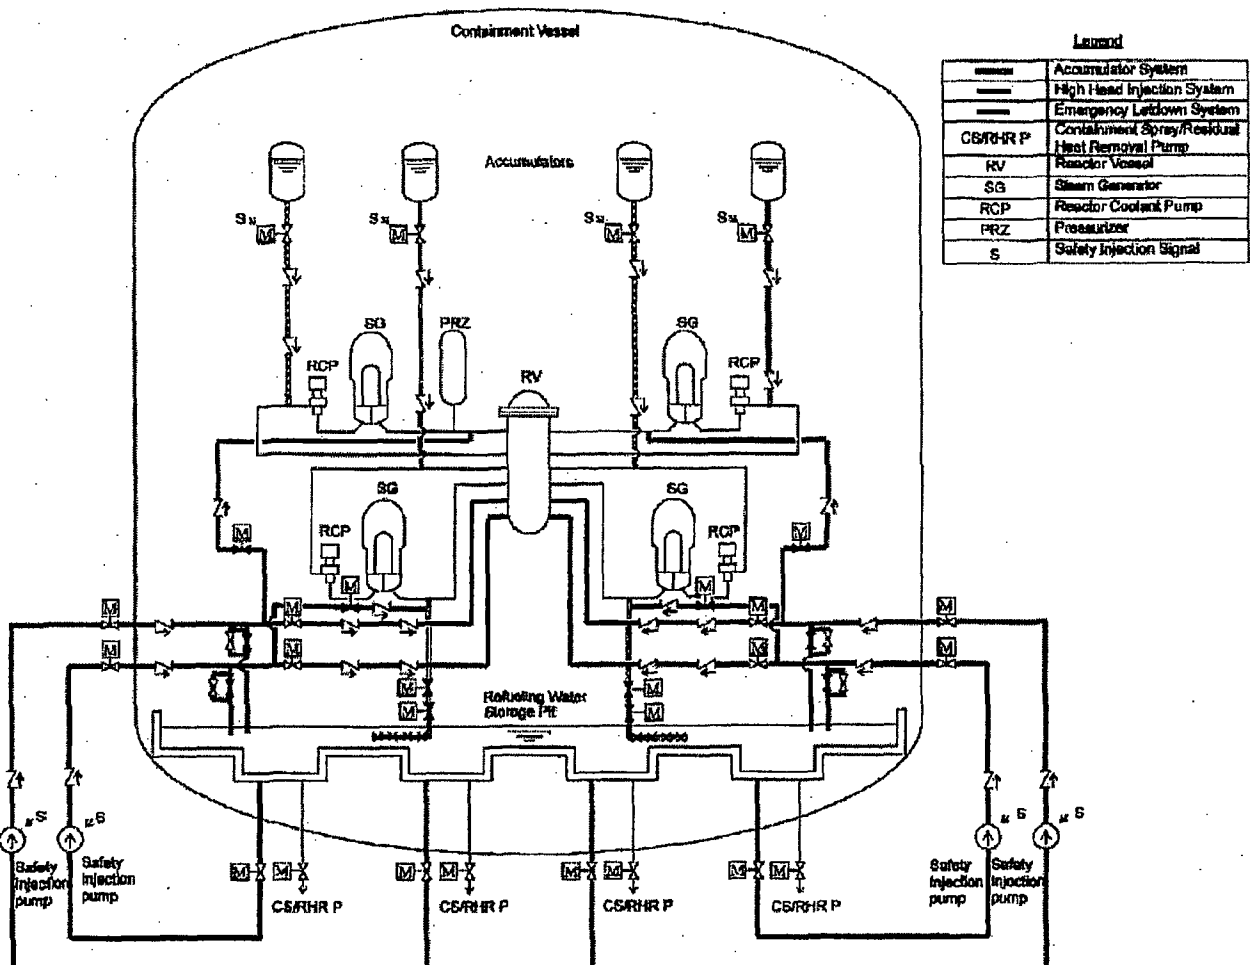 Containment Vessel
Legend
Accumulator System
High Head Injection System
Emergency Letdown System
CS/RHR P
Containment Spray/Residual
Heat Removal Pump
RV
Reactor Vessel
SG
Steam Generator
RCP
Reactor Coolant Pump
PRZ
Pressurizer
S
Safety Injection Signal
Accumulators
S
S
S
S
M
M
M
M
SG
PRZ
SG
RCP
RV
RCP
SG
SG
M
RCP
RCP
M
M
M
M
M
M
M
M
M
M
M
M
M
Refueling Water
Storage Pit
M
M
M
S
S
S
S
Safety
Injection
pump
Safety
Injection
pump
Safety
Injection
pump
Safety
Injection
pump
M
M
M
M
M
M
M
M
CS/RHR P
CS/RHR P
CS/RHR P
CS/RHR P